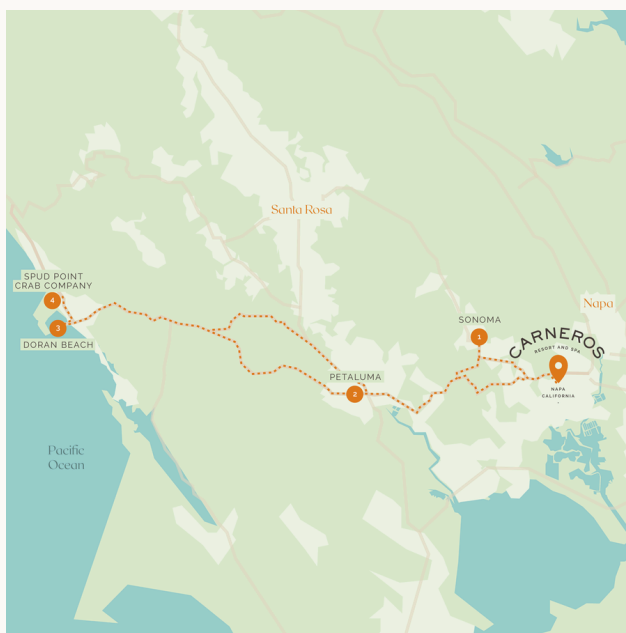 Santa Rosa
SPUD POINT
CRAB COMPANY
4
3
DORAN BEACH
Napa
SONOMA
1
CARNEROS
RESORT AND SPA
NAPA
CALIFORNIA
PETALUMA
2
Pacific
Ocean